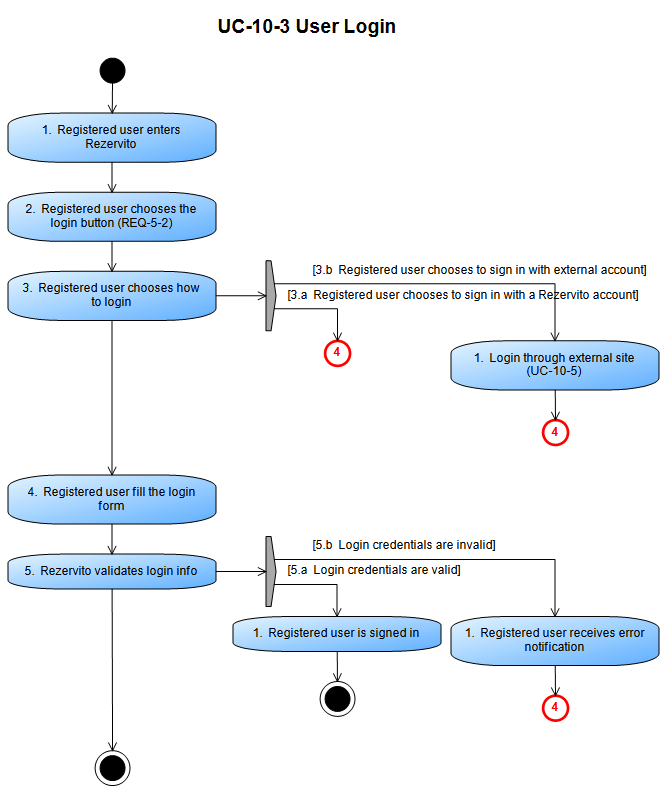 UC-10-3 User Login
1. Registered user enters
Rezervito
2. Registered user chooses the
login button (REQ-5-2)
[3.b Registered user chooses to sign in with external account]
3. Registered user chooses how
to login
[3.a Registered user chooses to sign in with a Rezervito account]
4
1. Login through external site
(UC-10-5)
4
4. Registered user fill the login
form
[5.b Login credentials are invalid]
5. Rezervito validates login info
[5.a Login credentials are valid]
1. Registered user is signed in
1. Registered user receives error
notification
4